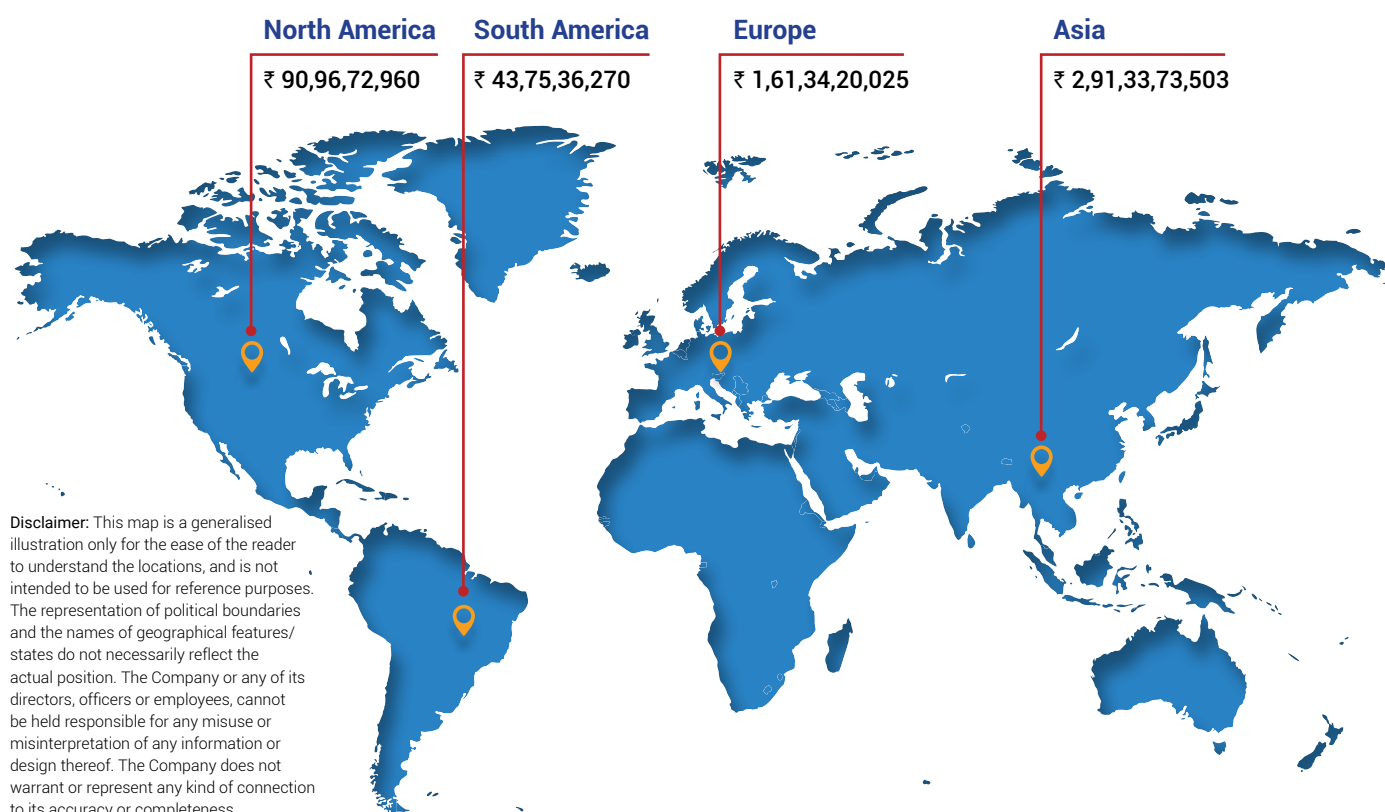 North America
₹ 90,96,72,960
South America
₹ 43,75,36,270
Europe
₹ 1,61,34,20,025
Asia
₹ 2,91,33,73,503
Disclaimer: This map is a generalised
illustration only for the ease of the reader
to understand the locations, and is not
intended to be used for reference purposes.
The representation of political boundaries
and the names of geographical features/
states do not necessarily reflect the
actual position. The Company or any of its
directors, officers or employees, cannot
be held responsible for any misuse or
misinterpretation of any information or
design thereof. The Company does not
warrant or represent any kind of connection
to its accuracy or completeness